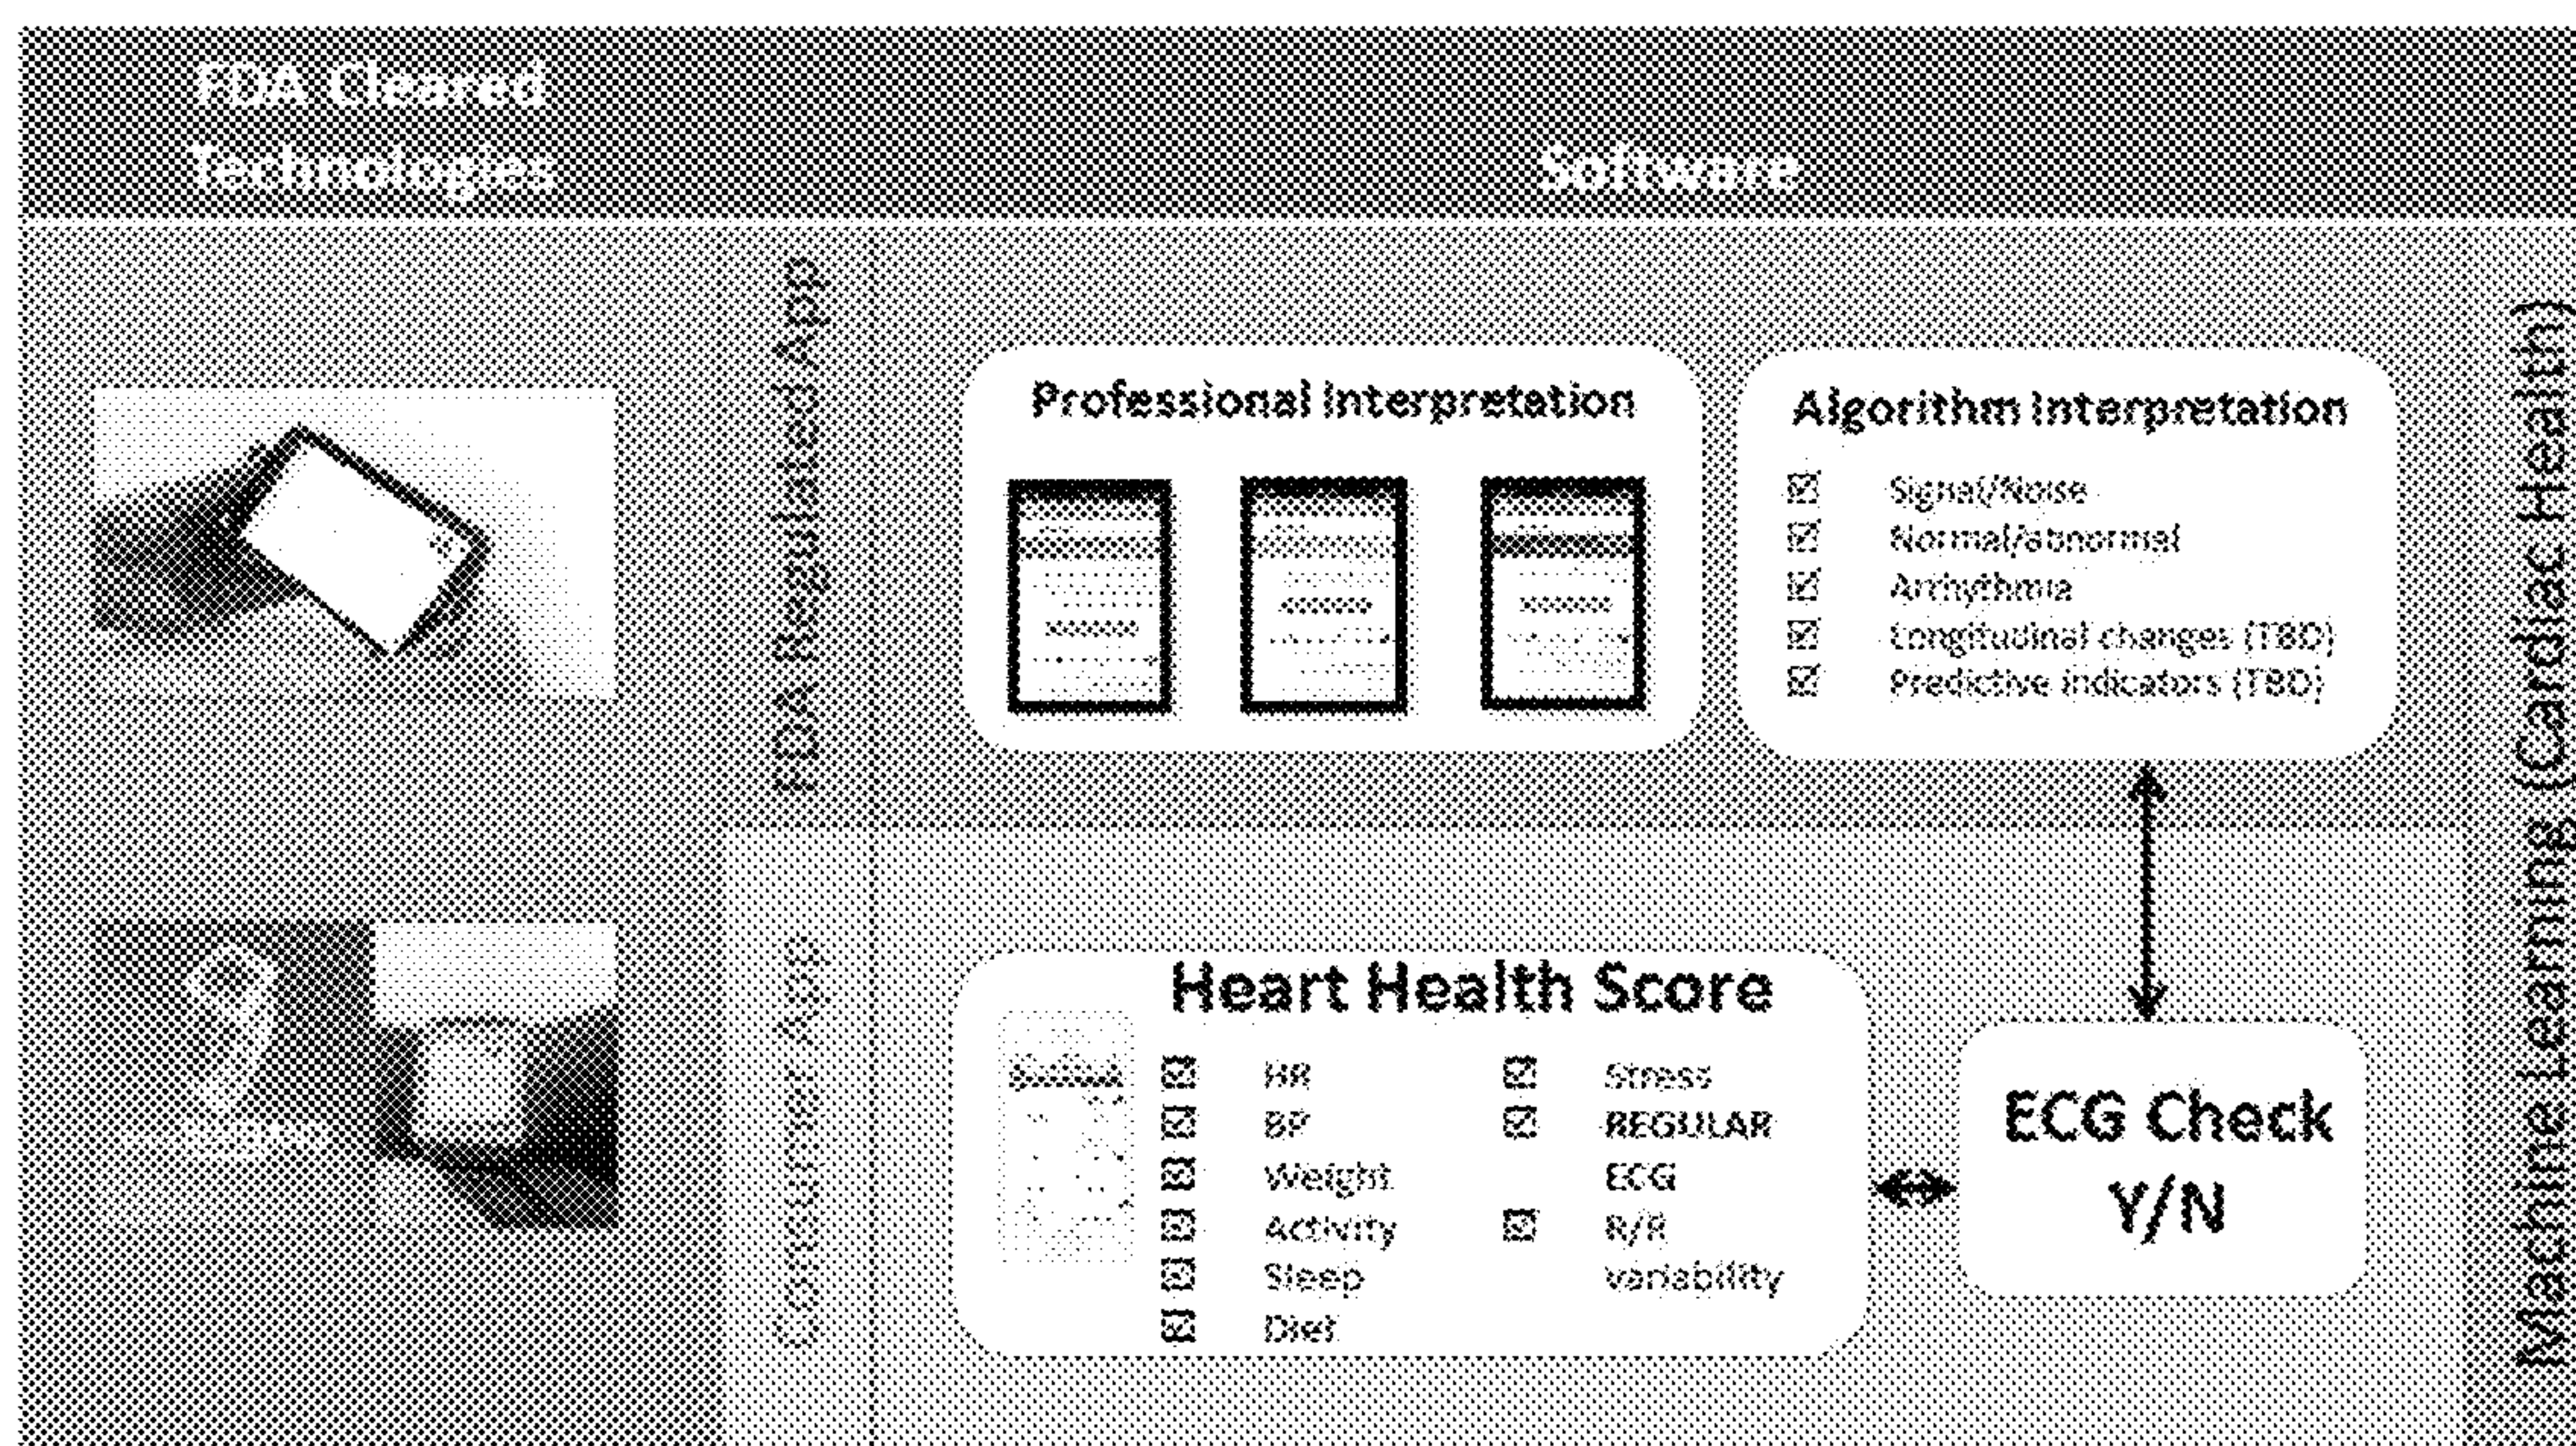 FDA Cleared
Technologies
Software
FDA Regulated App
Professional Interpretation
Algorithm Interpretation
Signal/Noise
Normal/abnormal
Arrhythmia
Longitudinal changes (TBD)
Predictive indicators (TBD)
Machine Learning (Cardiac Health)
Consumer App
Heart Health Score
HR
BP
Weight
Activity
Sleep
Diet
Stress
REGULAR
ECG
R/R
variability
ECG Check
Y/N